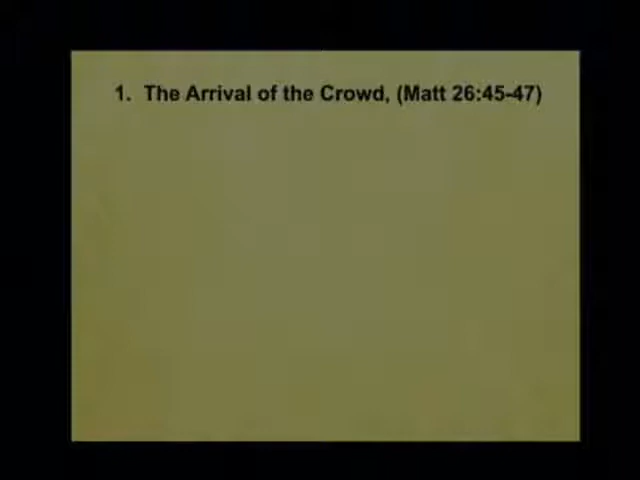 1. The Arrival of the Crowd, (Matt 26:45-47)